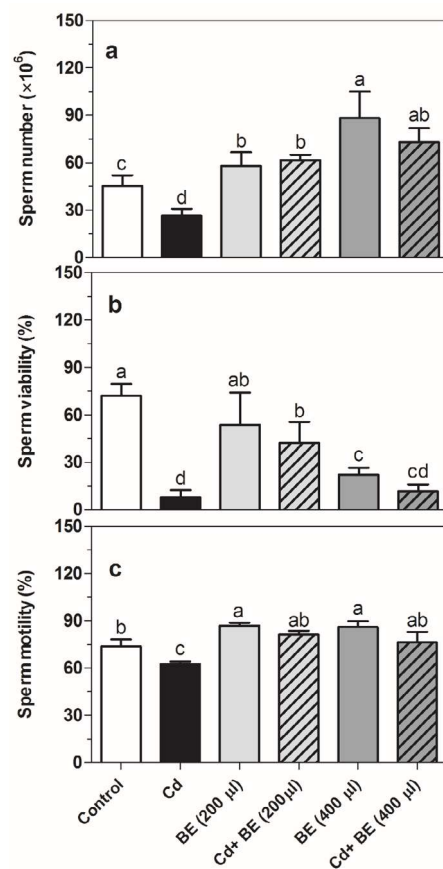 a
Sperm number (×10⁶)
150
120
90
60
30
0
c
d
b
b
a
ab
b
Sperm viability (%)
150
120
90
60
30
0
a
d
ab
b
c
cd
c
Sperm motility (%)
150
120
90
60
30
0
b
c
a
ab
a
ab
Control
Cd
BE (200 µl)
Cd+ BE (200µl)
BE (400 µl)
Cd+ BE (400 µl)